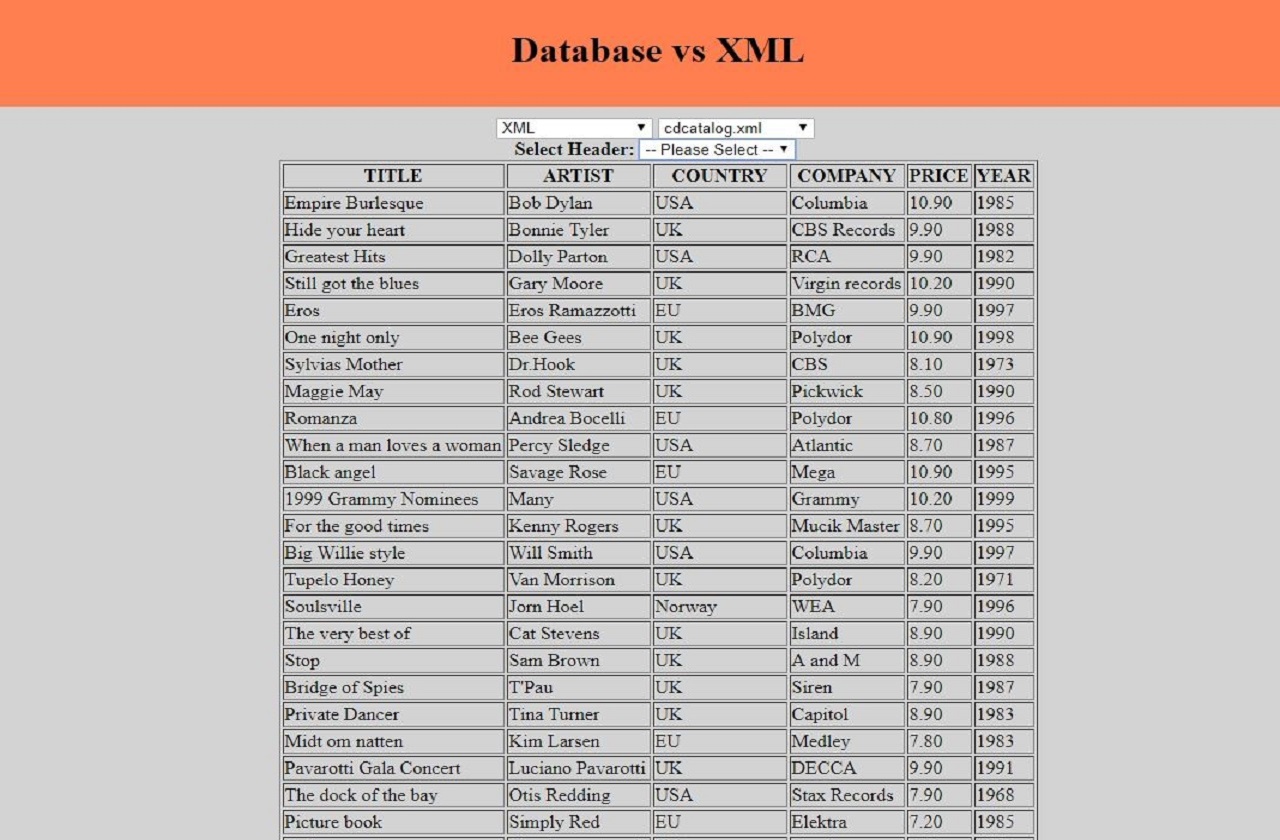 Database vs XML
XML cdcatalog.xml
Select Header: -- Please Select --
TITLE ARTIST COUNTRY COMPANY PRICE YEAR
Empire Burlesque Bob Dylan USA Columbia 10.90 1985
Hide your heart Bonnie Tyler UK CBS Records 9.90 1988
Greatest Hits Dolly Parton USA RCA 9.90 1982
Still got the blues Gary Moore UK Virgin records 10.20 1990
Eros Eros Ramazzotti EU BMG 9.90 1997
One night only Bee Gees UK Polydor 10.90 1998
Sylvias Mother Dr.Hook UK CBS 8.10 1973
Maggie May Rod Stewart UK Pickwick 8.50 1990
Romanza Andrea Bocelli EU Polydor 10.80 1996
When a man loves a woman Percy Sledge USA Atlantic 8.70 1987
Black angel Savage Rose EU Mega 10.90 1995
1999 Grammy Nominees Many USA Grammy 10.20 1999
For the good times Kenny Rogers UK Mucik Master 8.70 1995
Big Willie style Will Smith USA Columbia 9.90 1997
Tupelo Honey Van Morrison UK Polydor 8.20 1971
Soulsville Jorn Hoel Norway WEA 7.90 1996
The very best of Cat Stevens UK Island 8.90 1990
Stop Sam Brown UK A and M 8.90 1988
Bridge of Spies T'Pau UK Siren 7.90 1987
Private Dancer Tina Turner UK Capitol 8.90 1983
Midt om natten Kim Larsen EU Medley 7.80 1983
Pavarotti Gala Concert Luciano Pavarotti UK DECCA 9.90 1991
The dock of the bay Otis Redding USA Stax Records 7.90 1968
Picture book Simply Red EU Elektra 7.20 1985